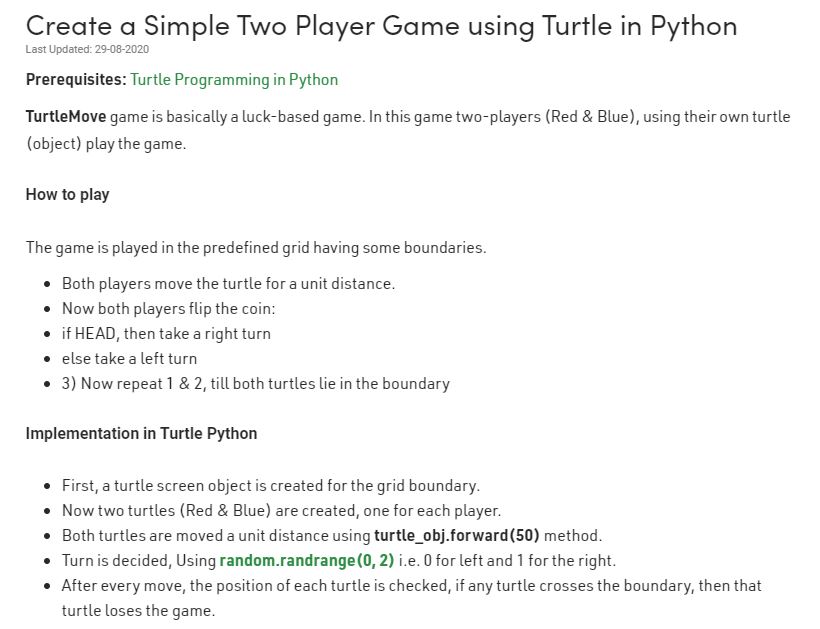 Create a Simple Two Player Game using Turtle in Python
Last Updated: 29-08-2020
Prerequisites: Turtle Programming in Python
TurtleMove game is basically a luck-based game. In this game two-players (Red & Blue), using their own turtle
(object) play the game.
How to play
The game is played in the predefined grid having some boundaries.
• Both players move the turtle for a unit distance.
• Now both players flip the coin:
• if HEAD, then take a right turn
• else take a left turn
• 3) Now repeat 1 & 2, till both turtles lie in the boundary
Implementation in Turtle Python
• First, a turtle screen object is created for the grid boundary.
• Now two turtles (Red & Blue) are created, one for each player.
• Both turtles are moved a unit distance using turtle_obj.forward(50) method.
• Turn is decided, Using random.randrange(0, 2) i.e. 0 for left and 1 for the right.
• After every move, the position of each turtle is checked, if any turtle crosses the boundary, then that
turtle loses the game.